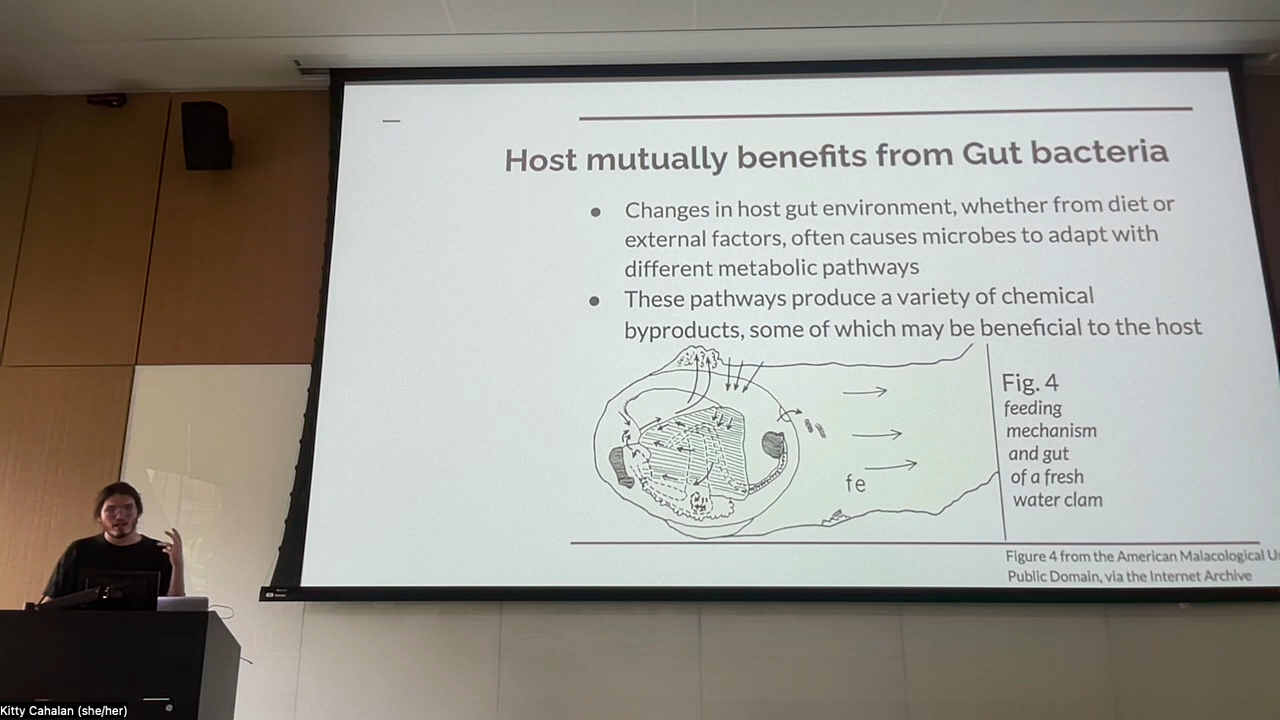 Host mutually benefits from Gut bacteria
● Changes in host gut environment, whether from diet or
external factors, often causes microbes to adapt with
different metabolic pathways
● These pathways produce a variety of chemical
byproducts, some of which may be beneficial to the host
fe
Fig. 4
feeding
mechanism
and gut
of a fresh
water clam
Figure 4 from the American Malacological U
Public Domain, via the Internet Archive
Kitty Cahalan (she/her)